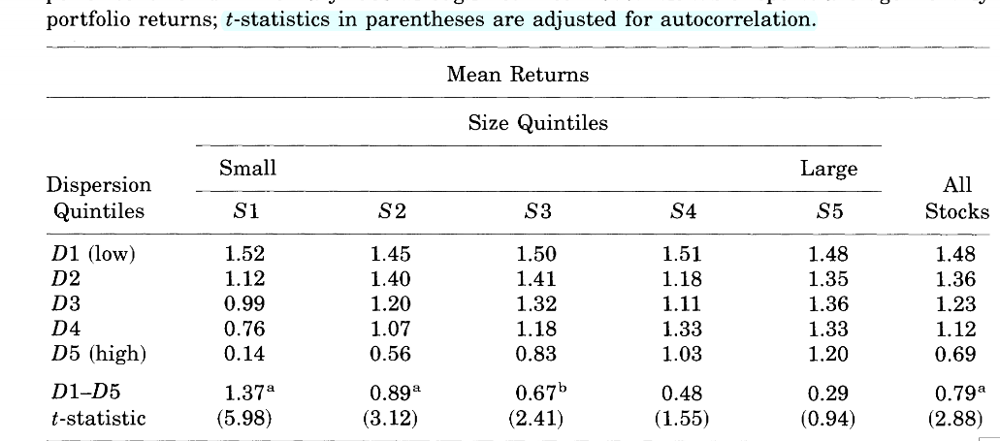 portfolio returns; t-statistics in parentheses are adjusted for autocorrelation.
Mean Returns
Size Quintiles
Small Large
Dispersion All
Quintiles S1 S2 S3 S4 S5 Stocks
D1 (low) 1.52 1.45 1.50 1.51 1.48 1.48
D2 1.12 1.40 1.41 1.18 1.35 1.36
D3 0.99 1.20 1.32 1.11 1.36 1.23
D4 0.76 1.07 1.18 1.33 1.33 1.12
D5 (high) 0.14 0.56 0.83 1.03 1.20 0.69
D1–D5 1.37ᵃ 0.89ᵃ 0.67ᵇ 0.48 0.29 0.79ᵃ
t-statistic (5.98) (3.12) (2.41) (1.55) (0.94) (2.88)